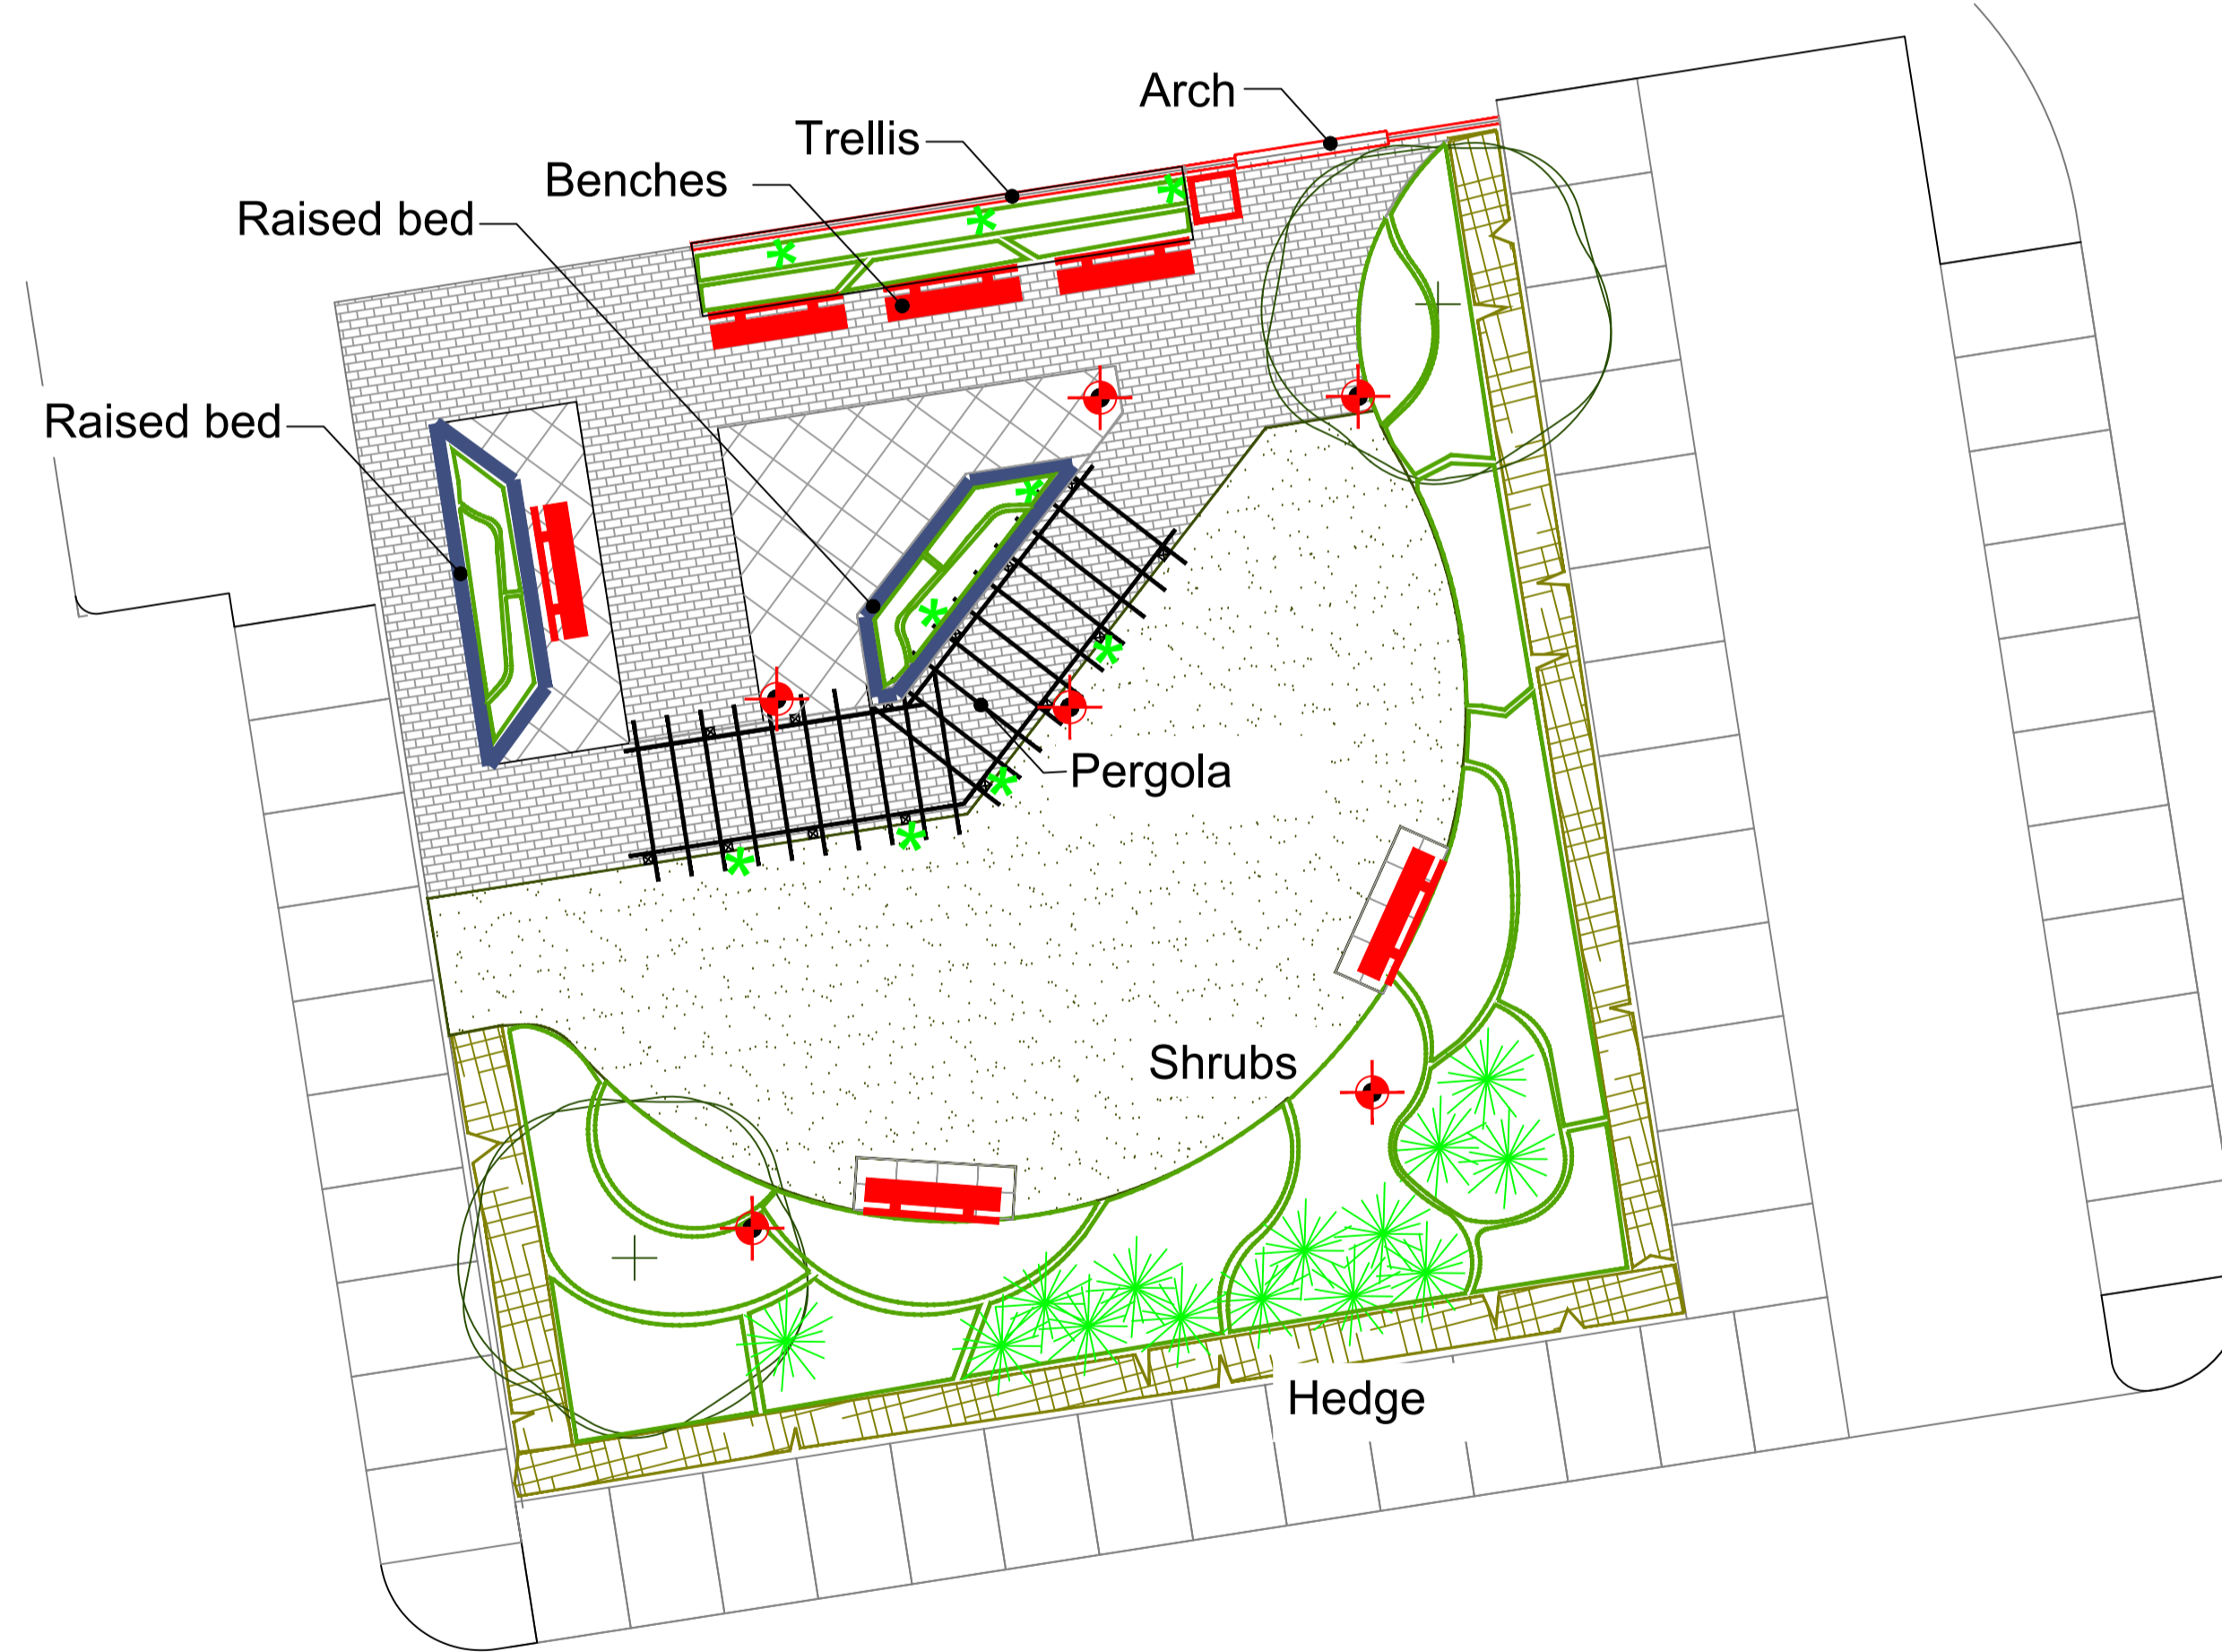 Arch
Trellis
Benches
Raised bed
Raised bed
Pergola
Shrubs
Hedge